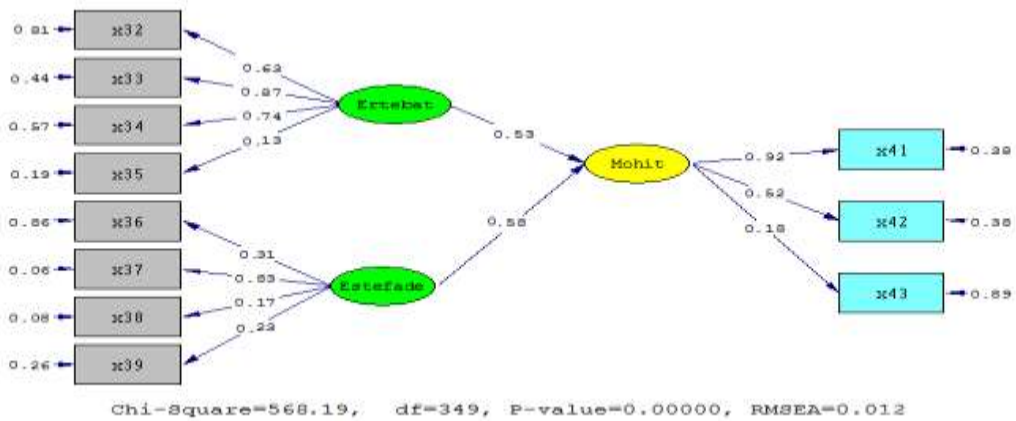 0.81 x32
0.63
0.44 x33
0.87
Ertebat
0.57 x34
0.74
0.13
0.53
0.19 x35
Mohit
0.92
x41 0.38
0.86 x36
0.58
0.52
x42 0.38
0.18
0.31
0.06 x37
0.83
Estefade
x43 0.89
0.17
0.08 x38
0.23
0.26 x39
Chi-Square=568.19, df=349, P-value=0.00000, RMSEA=0.012